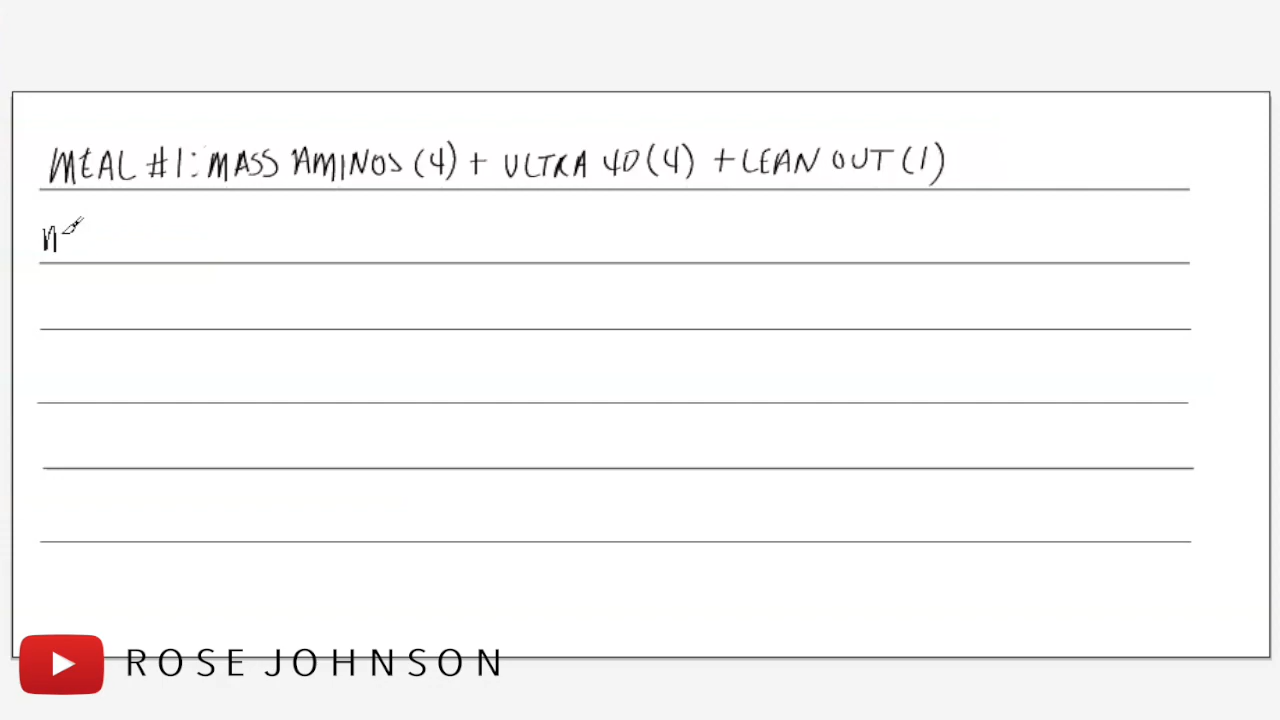 MEAL #1: MASS AMINOS (4) + ULTRA 40 (4) + LEAN OUT (1)
ROSE JOHNSON